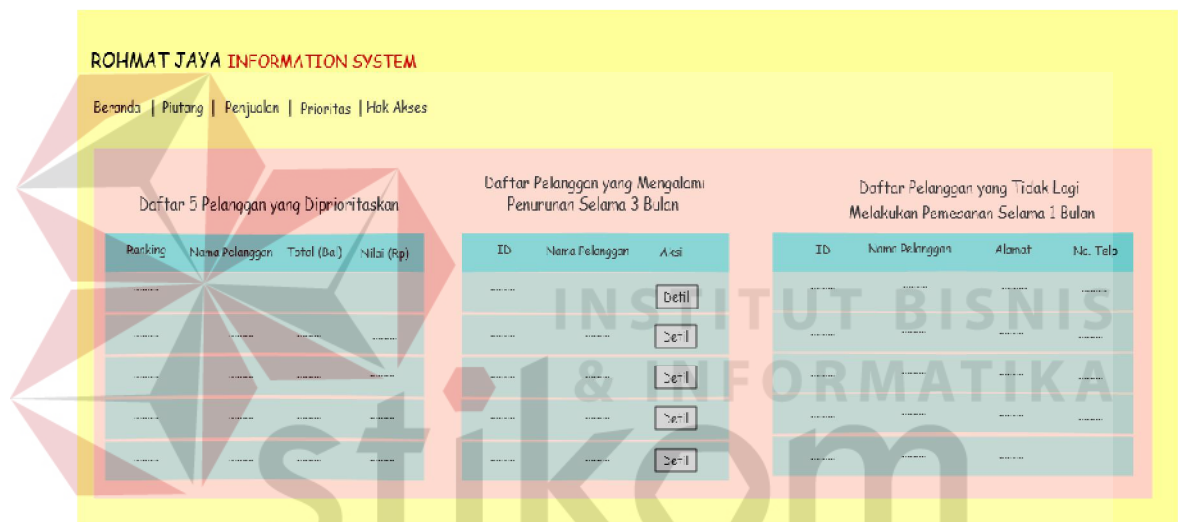 ROHMAT JAYA INFORMATION SYSTEM
Beranda | Piutang | Penjualan | Prioritas | Hak Akses
Daftar 5 Pelanggan yang Diprioritaskan
Ranking Nama Pelanggan Total (Bal) Nilai (Rp)
Daftar Pelanggan yang Mengalami
Penurunan Selama 3 Bulan
ID Nama Pelanggan Aksi
Detil
Detil
Detil
Detil
Detil
Daftar Pelanggan yang Tidak Lagi
Melakukan Pemesanan Selama 1 Bulan
ID Nama Pelanggan Alamat No. Telp
INSTITUT BISNIS
& INFORMATIKA
stikom